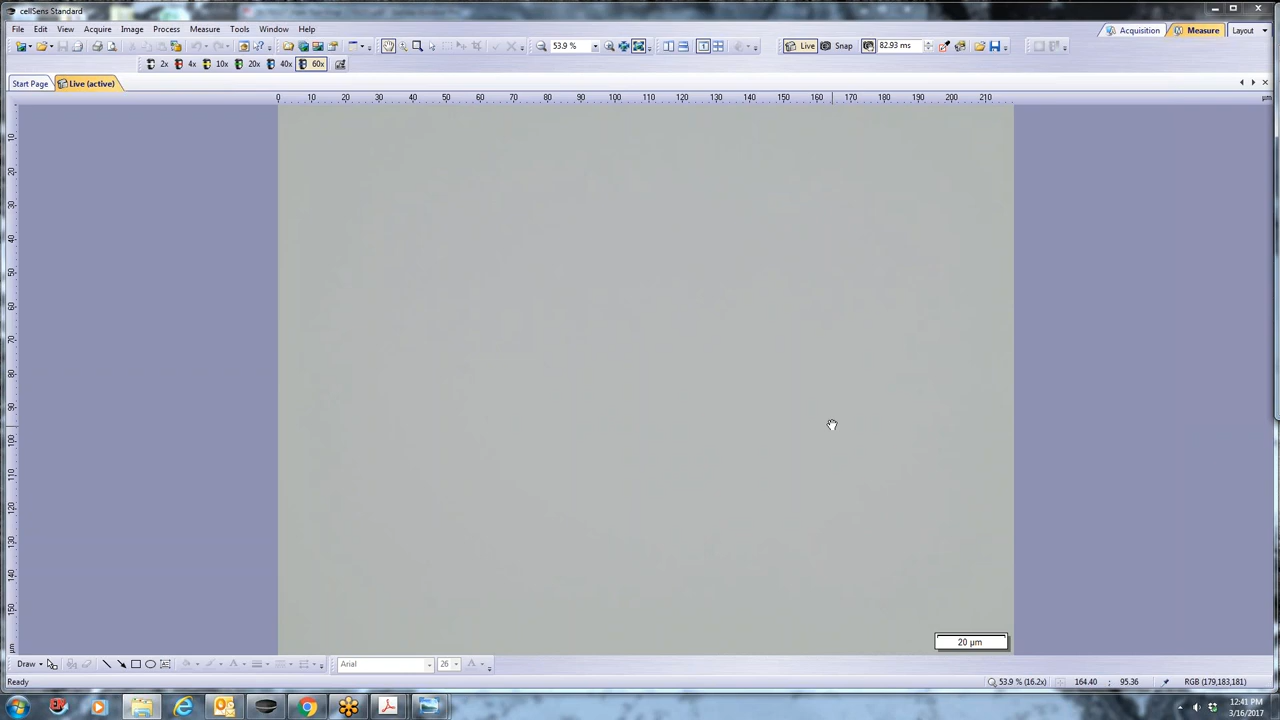 cellSens Standard
File Edit View Acquire Image Process Measure Tools Window Help
Acquisition Measure Layout
53.9 % Live Snap 82.93 ms
2x 4x 10x 20x 40x 60x
Start Page Live (active)
0 10 20 30 40 50 60 70 80 90 100 110 120 130 140 150 160 170 180 190 200 210 µm
10
20
30
40
50
60
70
80
90
100
110
120
130
140
150
µm
20 µm
Draw Arial 26
Ready 53.9 % (16.2x) 164.40 ; 95.36 RGB (179,183,181)
12:41 PM
3/16/2017